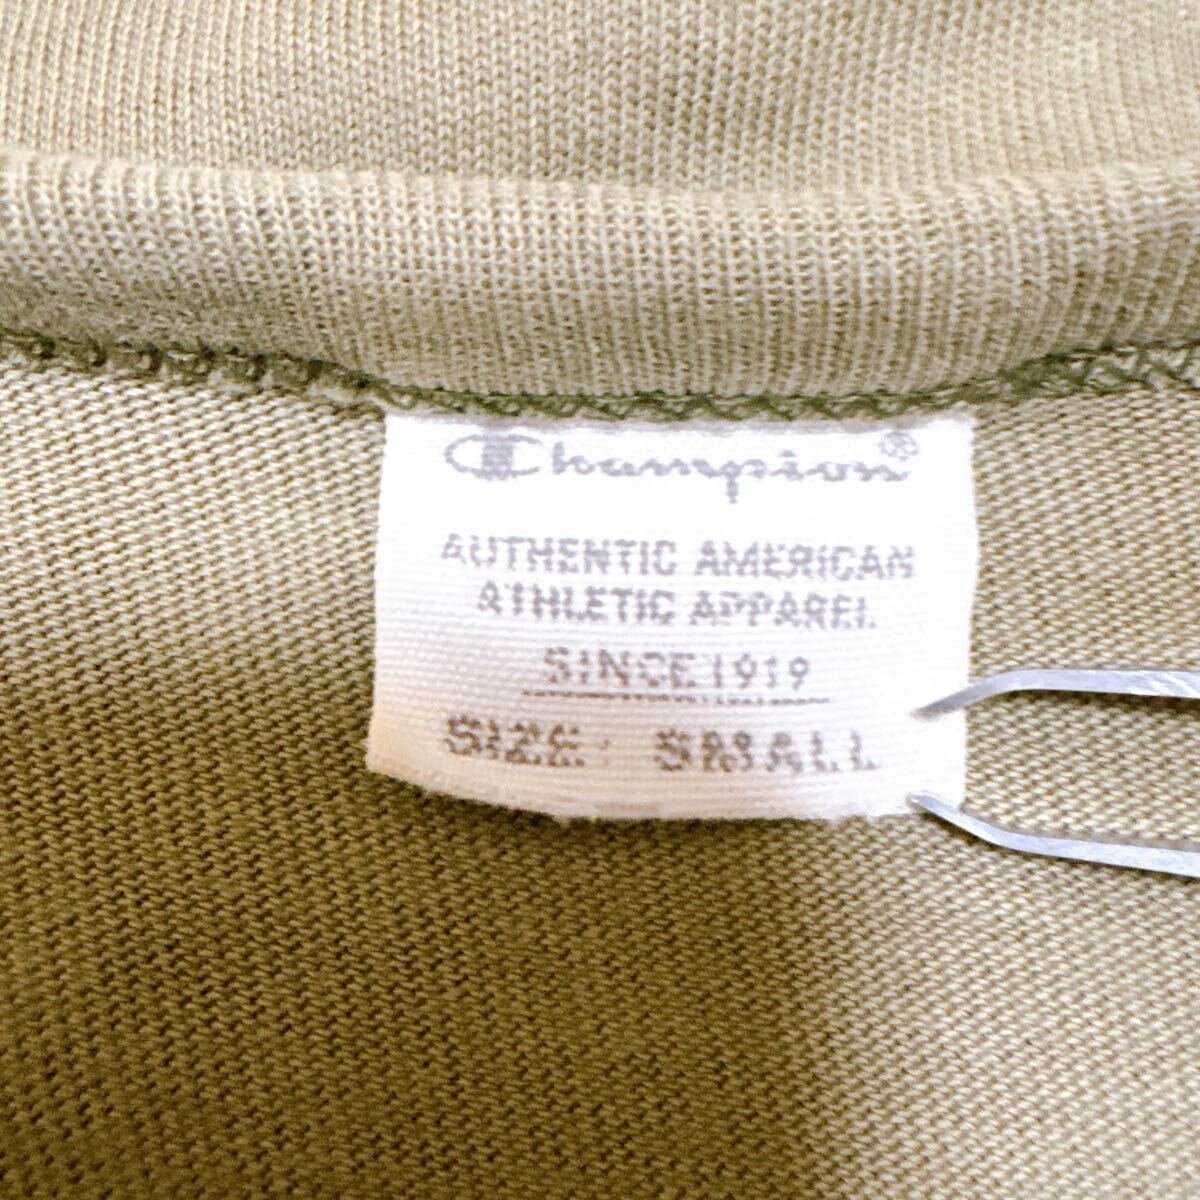 Champion®
AUTHENTIC AMERICAN
ATHLETIC APPAREL
SINCE 1919
SIZE: SMALL